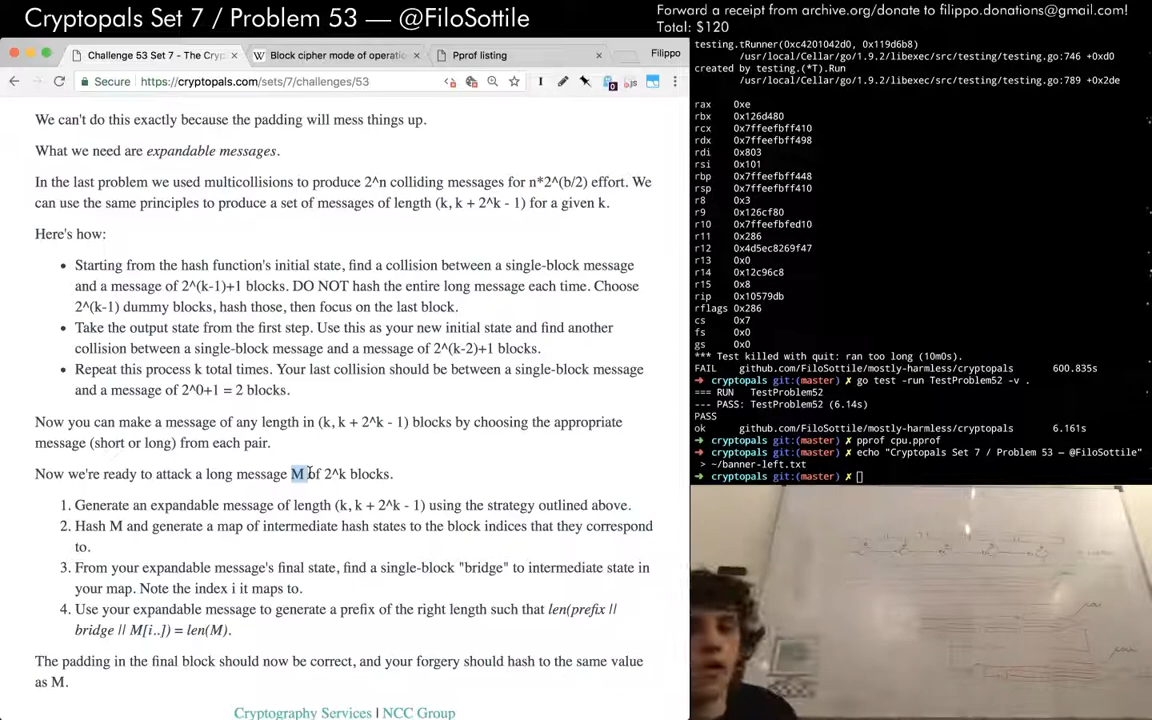 Cryptopals Set 7 / Problem 53 — @FiloSottile
Forward a receipt from archive.org/donate to filippo.donations@gmail.com!
Total: $120
Challenge 53 Set 7 - The Cryp
Block cipher mode of operatio
Pprof listing
Filippo
Secure
https://cryptopals.com/sets/7/challenges/53
We can't do this exactly because the padding will mess things up.
What we need are expandable messages.
In the last problem we used multicollisions to produce 2^n colliding messages for n*2^(b/2) effort. We
can use the same principles to produce a set of messages of length (k, k + 2^k - 1) for a given k.
Here's how:
• Starting from the hash function's initial state, find a collision between a single-block message
and a message of 2^(k-1)+1 blocks. DO NOT hash the entire long message each time. Choose
2^(k-1) dummy blocks, hash those, then focus on the last block.
• Take the output state from the first step. Use this as your new initial state and find another
collision between a single-block message and a message of 2^(k-2)+1 blocks.
• Repeat this process k total times. Your last collision should be between a single-block message
and a message of 2^0+1 = 2 blocks.
Now you can make a message of any length in (k, k + 2^k - 1) blocks by choosing the appropriate
message (short or long) from each pair.
Now we're ready to attack a long message M of 2^k blocks.
1. Generate an expandable message of length (k, k + 2^k - 1) using the strategy outlined above.
2. Hash M and generate a map of intermediate hash states to the block indices that they correspond
to.
3. From your expandable message's final state, find a single-block "bridge" to intermediate state in
your map. Note the index i it maps to.
4. Use your expandable message to generate a prefix of the right length such that len(prefix ||
bridge || M[i..]) = len(M).
The padding in the final block should now be correct, and your forgery should hash to the same value
as M.
Cryptography Services | NCC Group
testing.tRunner(0xc4201042d0, 0x119d6b8)
/usr/local/Cellar/go/1.9.2/libexec/src/testing/testing.go:746 +0xd0
created by testing.(*T).Run
/usr/local/Cellar/go/1.9.2/libexec/src/testing/testing.go:789 +0x2de
rax 0xe
rbx 0x126d480
rcx 0x7ffeefbff410
rdx 0x7ffeefbff498
rdi 0x803
rsi 0x101
rbp 0x7ffeefbff448
rsp 0x7ffeefbff410
r8 0x3
r9 0x126cf80
r10 0x7ffeefbfed10
r11 0x286
r12 0x4d5ec8269f47
r13 0x0
r14 0x12c96c8
r15 0x8
rip 0x10579db
rflags 0x286
cs 0x7
fs 0x0
gs 0x0
*** Test killed with quit: ran too long (10m0s).
FAIL github.com/FiloSottile/mostly-harmless/cryptopals 600.835s
➜ cryptopals git:(master) ✗ go test -run TestProblem52 -v .
=== RUN TestProblem52
--- PASS: TestProblem52 (6.14s)
PASS
ok github.com/FiloSottile/mostly-harmless/cryptopals 6.161s
➜ cryptopals git:(master) ✗ pprof cpu.pprof
➜ cryptopals git:(master) ✗ echo "Cryptopals Set 7 / Problem 53 — @FiloSottile"
> ~/banner-left.txt
➜ cryptopals git:(master) ✗